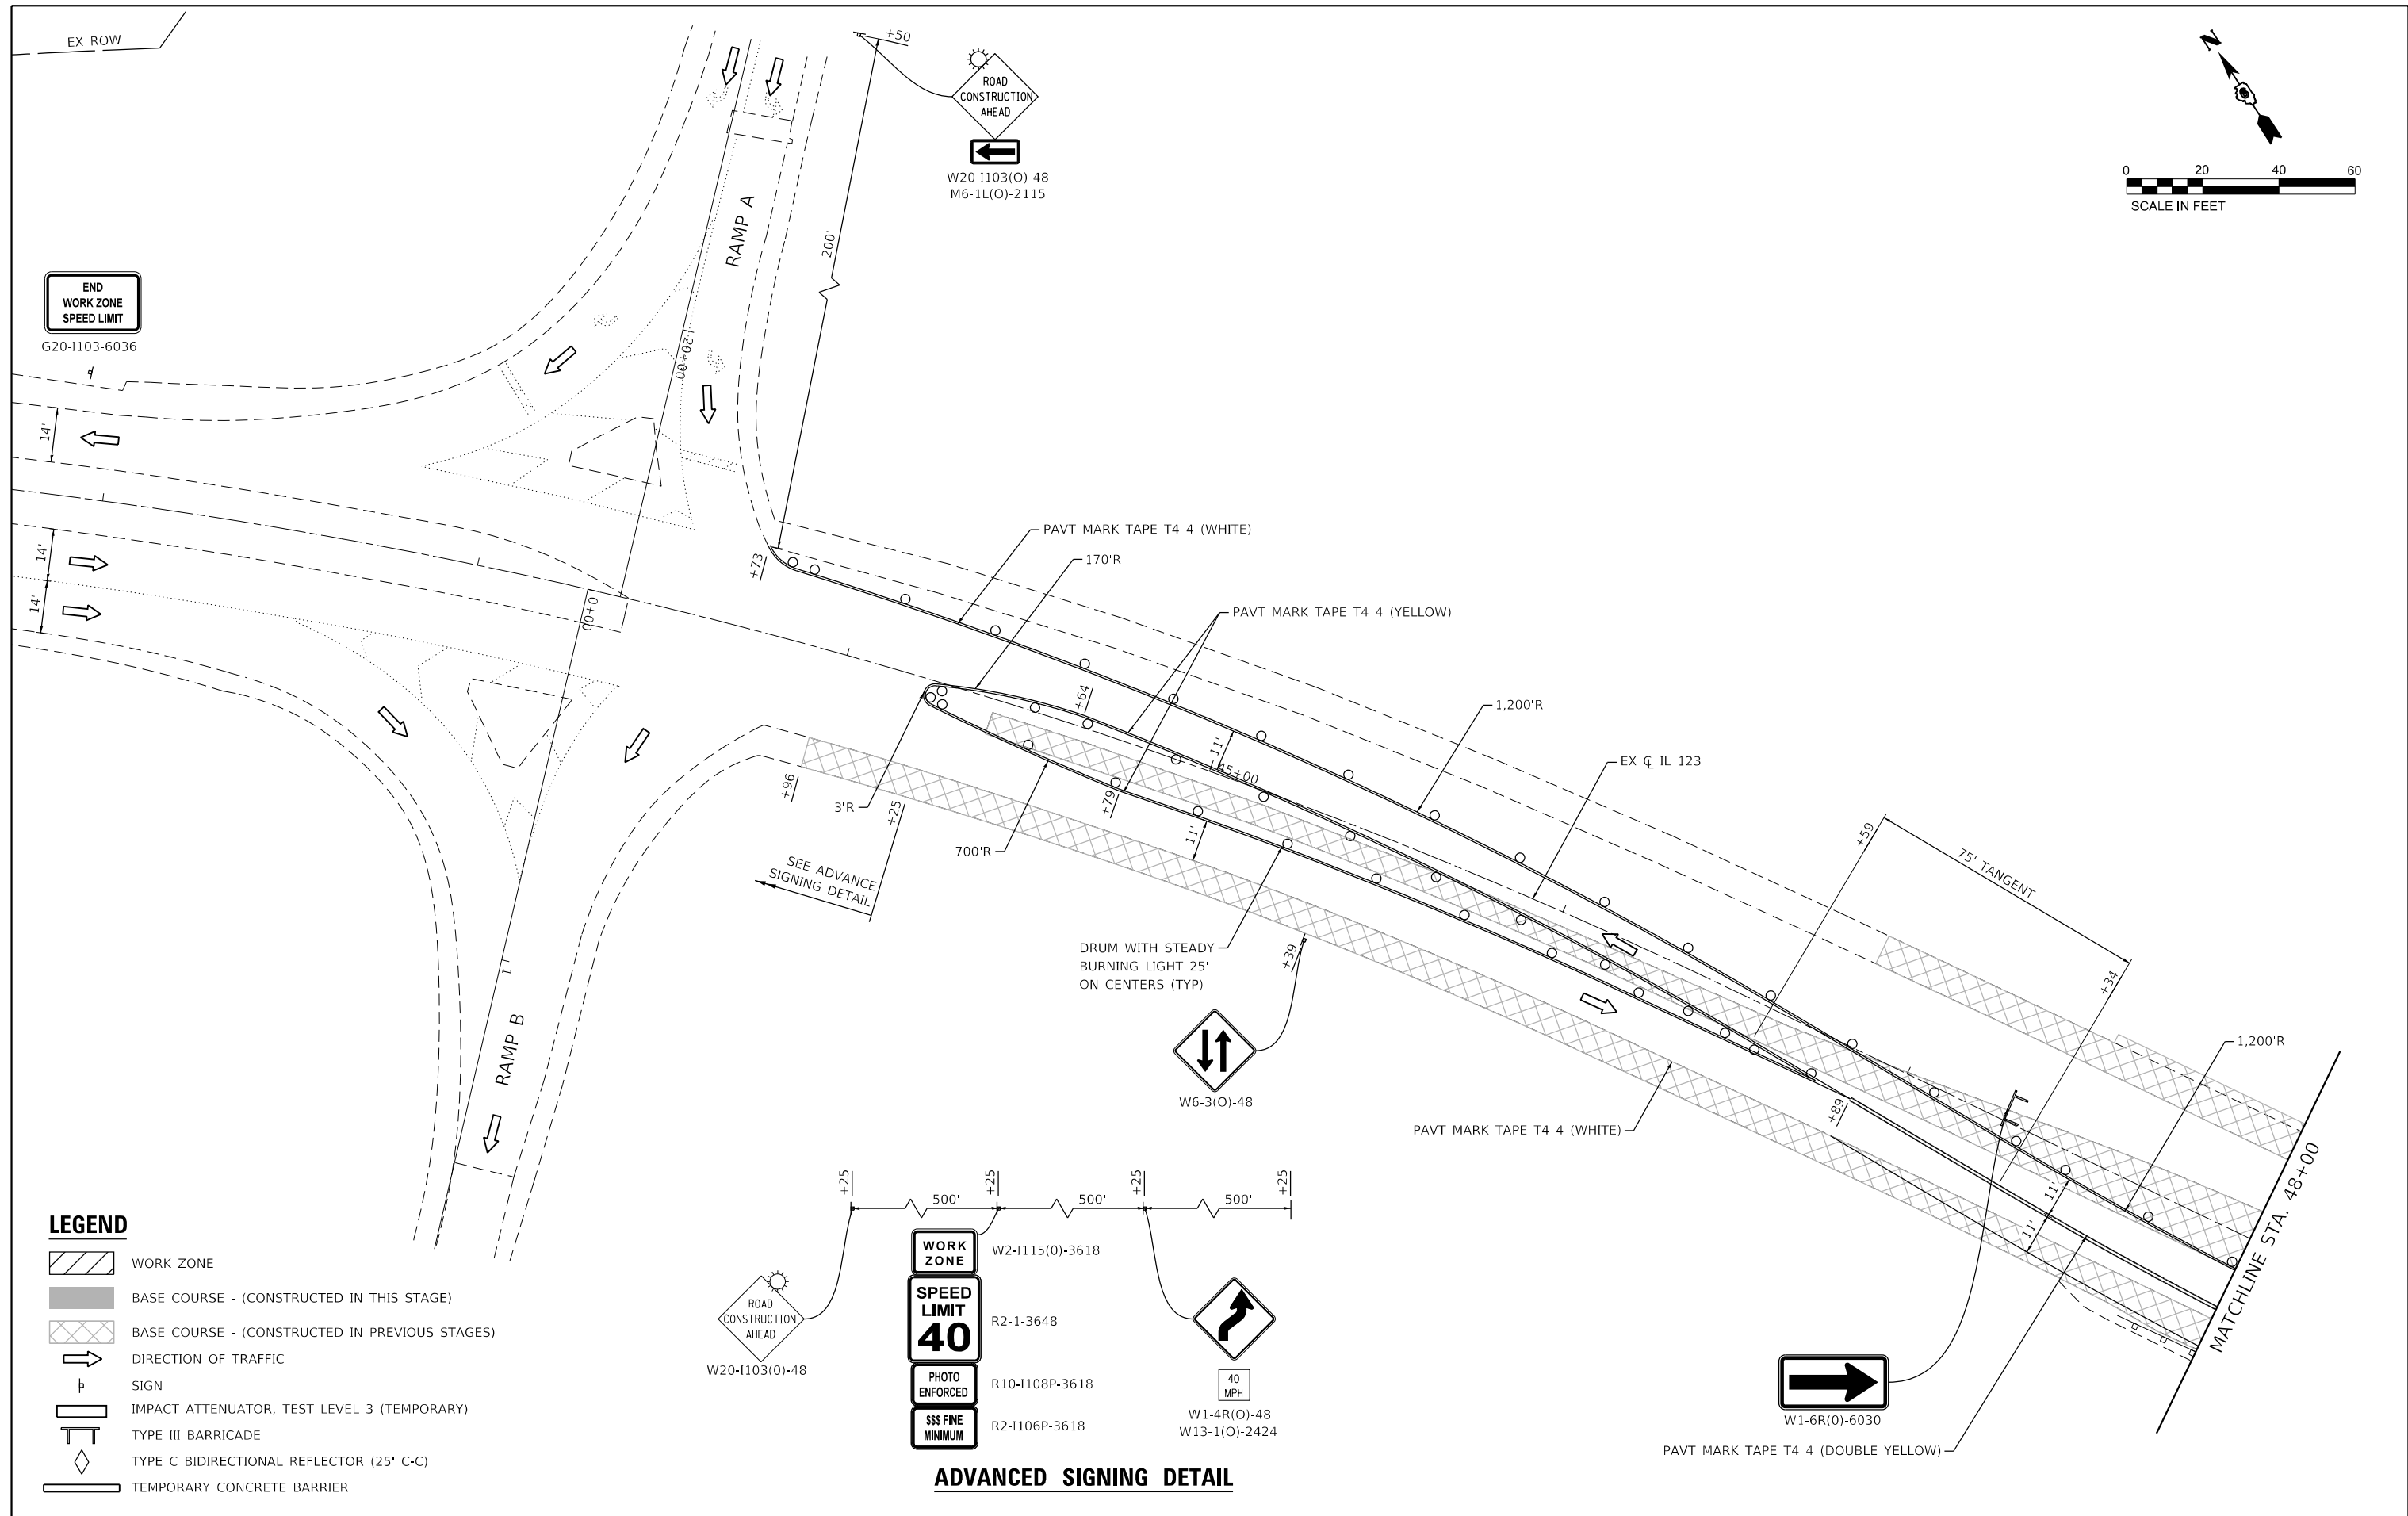 EX ROW
+50
ROAD
CONSTRUCTION
AHEAD
W20-I103(O)-48
M6-1L(O)-2115
N
0 20 40 60
SCALE IN FEET
RAMP A
200'
END
WORK ZONE
SPEED LIMIT
G20-I103-6036
20+00
14'
14'
14'
0+00
+73
PAVT MARK TAPE T4 4 (WHITE)
170'R
PAVT MARK TAPE T4 4 (YELLOW)
+64
1,200'R
11'
45+00
EX ℄ IL 123
+96
3'R
+25
+79
700'R
11'
SEE ADVANCE
SIGNING DETAIL
+59
75' TANGENT
+34
DRUM WITH STEADY
BURNING LIGHT 25'
ON CENTERS (TYP)
+39
W6-3(O)-48
1
RAMP B
1,200'R
+89
PAVT MARK TAPE T4 4 (WHITE)
11'
11'
MATCHLINE STA. 48+00
W1-6R(O)-6030
PAVT MARK TAPE T4 4 (DOUBLE YELLOW)
+25 +25 +25 +25
500' 500' 500'
ROAD
CONSTRUCTION
AHEAD
W20-I103(O)-48
WORK
ZONE
W2-I115(O)-3618
SPEED
LIMIT
40
R2-1-3648
PHOTO
ENFORCED
R10-I108P-3618
$$$ FINE
MINIMUM
R2-I106P-3618
40
MPH
W1-4R(O)-48
W13-1(O)-2424
ADVANCED SIGNING DETAIL
LEGEND
WORK ZONE
BASE COURSE - (CONSTRUCTED IN THIS STAGE)
BASE COURSE - (CONSTRUCTED IN PREVIOUS STAGES)
DIRECTION OF TRAFFIC
SIGN
IMPACT ATTENUATOR, TEST LEVEL 3 (TEMPORARY)
TYPE III BARRICADE
TYPE C BIDIRECTIONAL REFLECTOR (25' C-C)
TEMPORARY CONCRETE BARRIER